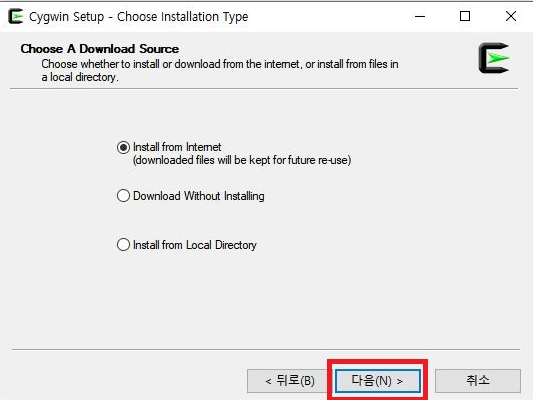 Cygwin Setup - Choose Installation Type
Choose A Download Source
Choose whether to install or download from the internet, or install from files in
a local directory.
Install from Internet
(downloaded files will be kept for future re-use)
Download Without Installing
Install from Local Directory
< 뒤로(B)
다음(N) >
취소